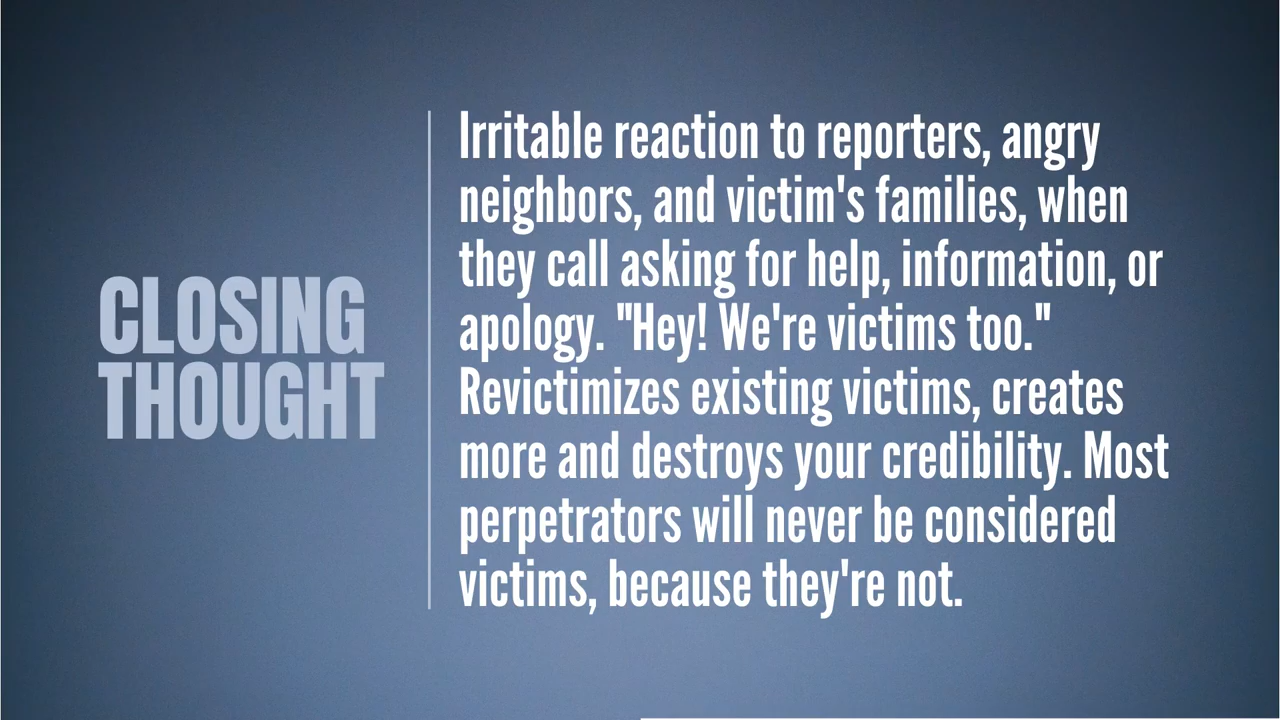 CLOSING
THOUGHT
Irritable reaction to reporters, angry
neighbors, and victim's families, when
they call asking for help, information, or
apology. "Hey! We're victims too."
Revictimizes existing victims, creates
more and destroys your credibility. Most
perpetrators will never be considered
victims, because they're not.